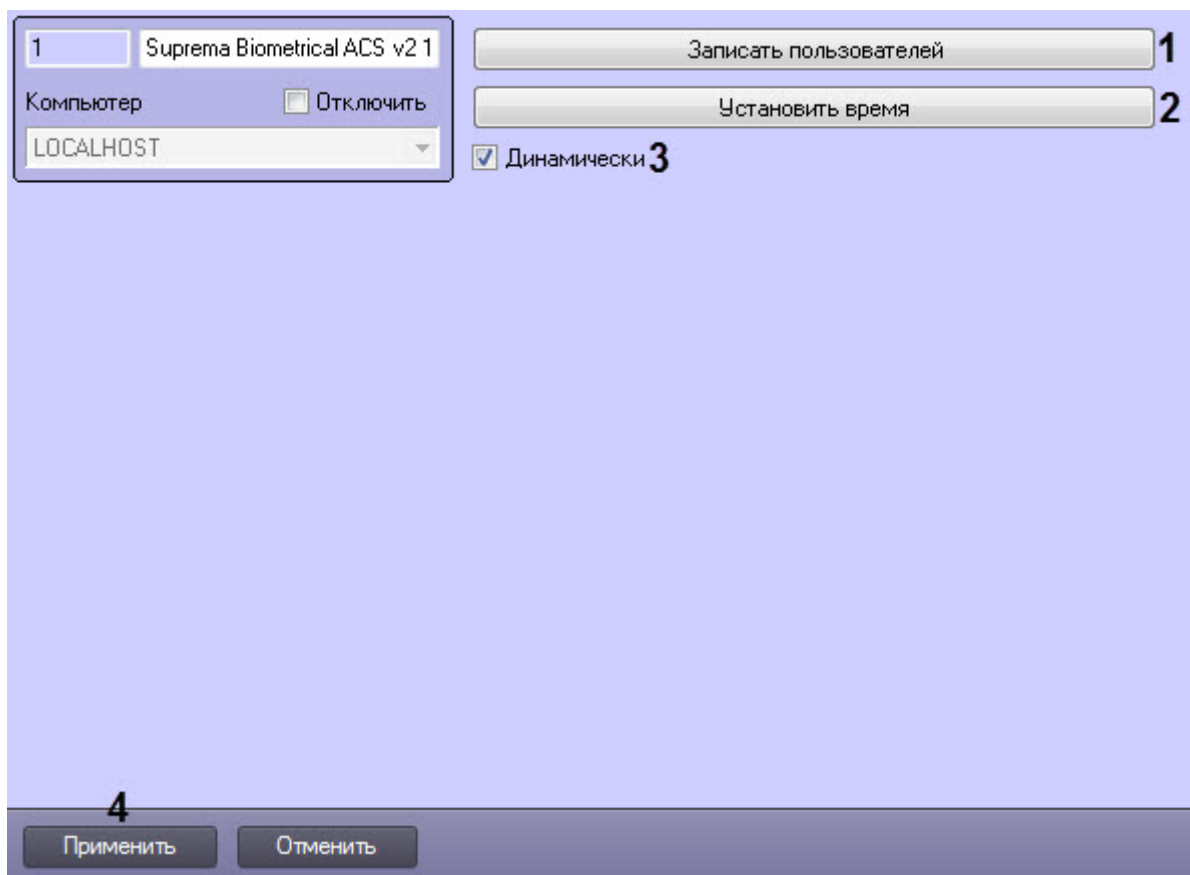 1 Suprema Biometrical ACS v2 1
Компьютер Отключить
LOCALHOST
Записать пользователей 1
Установить время 2
Динамически 3
4
Применить Отменить